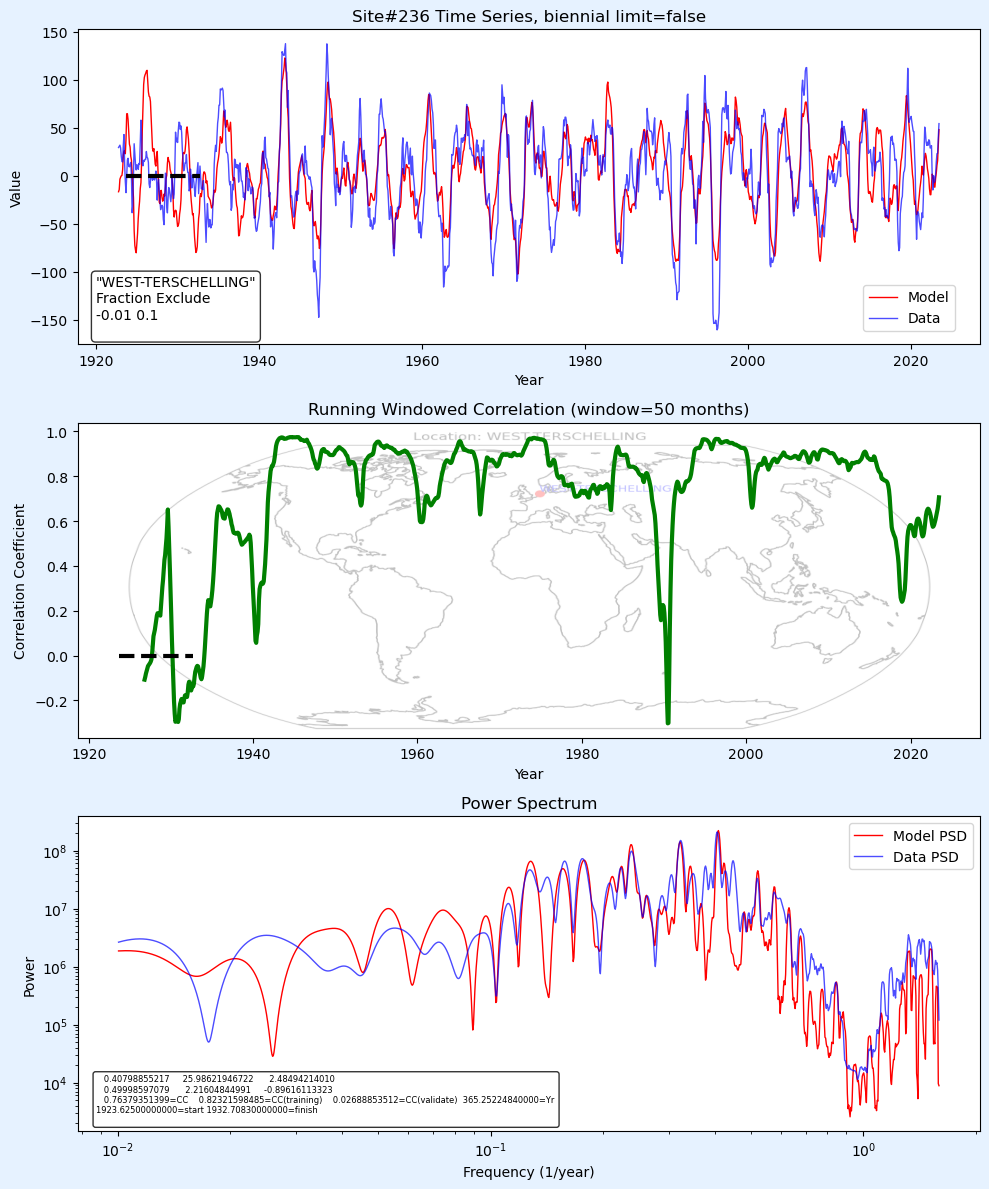 Site#236 Time Series, biennial limit=false
150
100
50
0
−50
−100
−150
Value
"WEST-TERSCHELLING"
Fraction Exclude
-0.01 0.1
Model
Data
1920
1940
1960
1980
2000
2020
Year
Running Windowed Correlation (window=50 months)
Location: WEST-TERSCHELLING
WEST-TERSCHELLING
1.0
0.8
0.6
0.4
0.2
0.0
−0.2
Correlation Coefficient
1920
1940
1960
1980
2000
2020
Year
Power Spectrum
Model PSD
Data PSD
10^8
10^7
10^6
10^5
10^4
Power
0.40798855217 25.98621946722 2.48494214010
0.49998597079 2.21604844991 -0.89616113323
0.76379351399=CC 0.82321598485=CC(training) 0.02688853512=CC(validate) 365.25224840000=Yr
1923.62500000000=start 1932.70830000000=finish
10^−2
10^−1
10^0
Frequency (1/year)